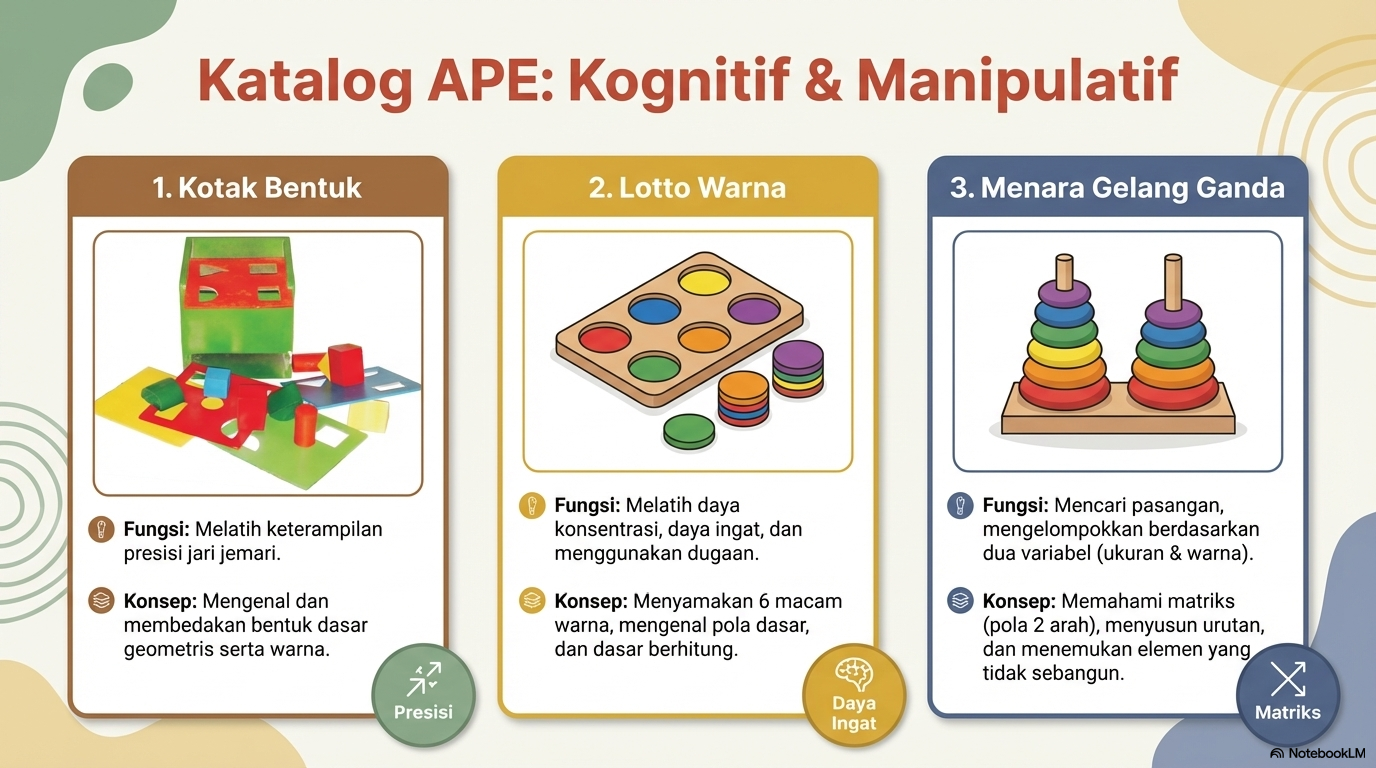 Katalog APE: Kognitif & Manipulatif
1. Kotak Bentuk
Fungsi: Melatih keterampilan
presisi jari jemari.
Konsep: Mengenal dan
membedakan bentuk dasar
geometris serta warna.
Presisi
2. Lotto Warna
Fungsi: Melatih daya
konsentrasi, daya ingat, dan
menggunakan dugaan.
Konsep: Menyamakan 6 macam
warna, mengenal pola dasar,
dan dasar berhitung.
Daya
Ingat
3. Menara Gelang Ganda
Fungsi: Mencari pasangan,
mengelompokkan berdasarkan
dua variabel (ukuran & warna).
Konsep: Memahami matriks
(pola 2 arah), menyusun urutan,
dan menemukan elemen yang
tidak sebangun.
Matriks
NotebookLM